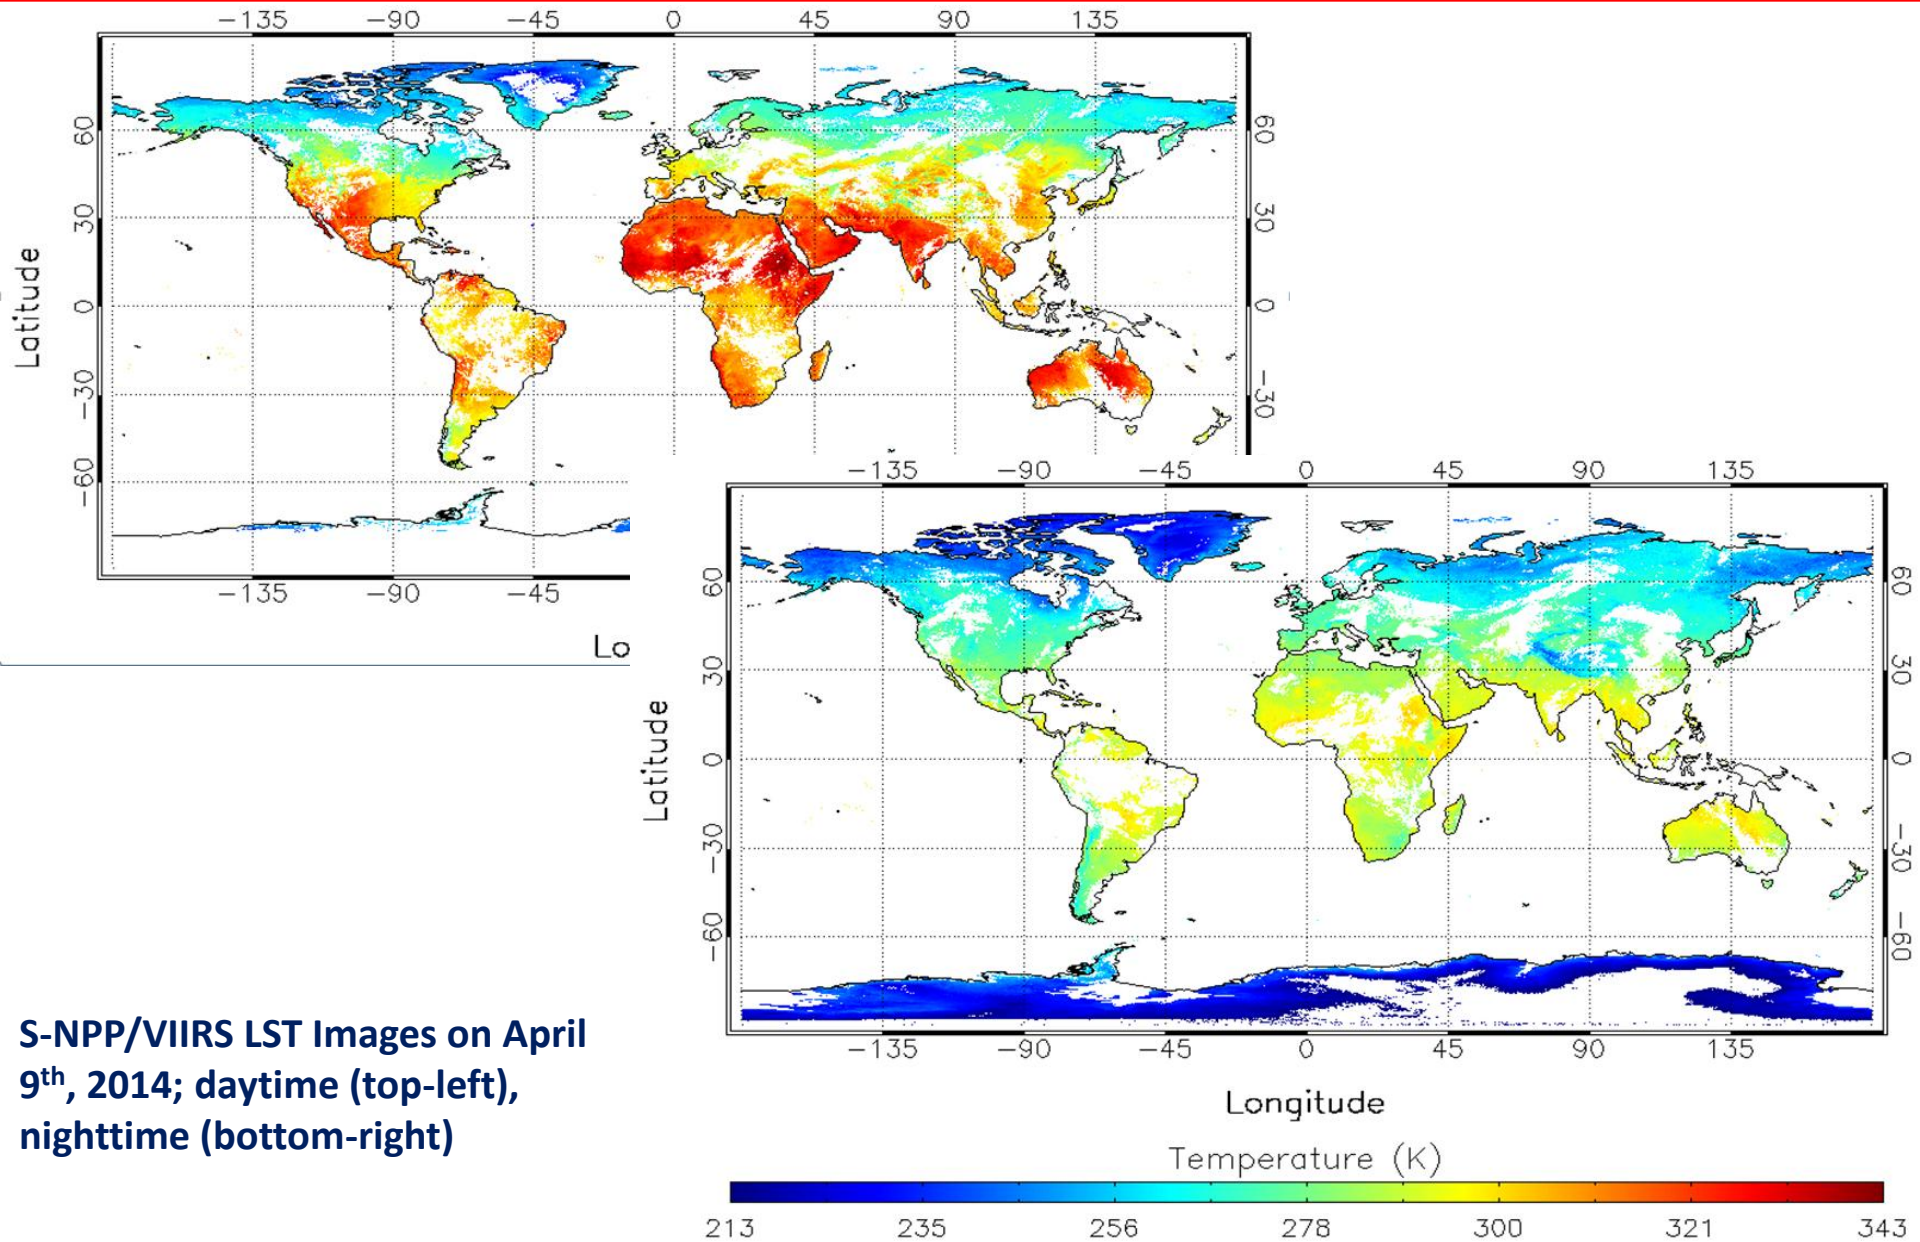 −135 −90 −45 0 45 90 135
60 60
30 30
0 0
−30 −30
−60
Latitude
−135 −90 −45
Lo
−135 −90 −45 0 45 90 135
60 60
30 30
0 0
−30 −30
−60 −60
Latitude
−135 −90 −45 0 45 90 135
Longitude
S-NPP/VIIRS LST Images on April
9th, 2014; daytime (top-left),
nighttime (bottom-right)
Temperature (K)
213 235 256 278 300 321 343